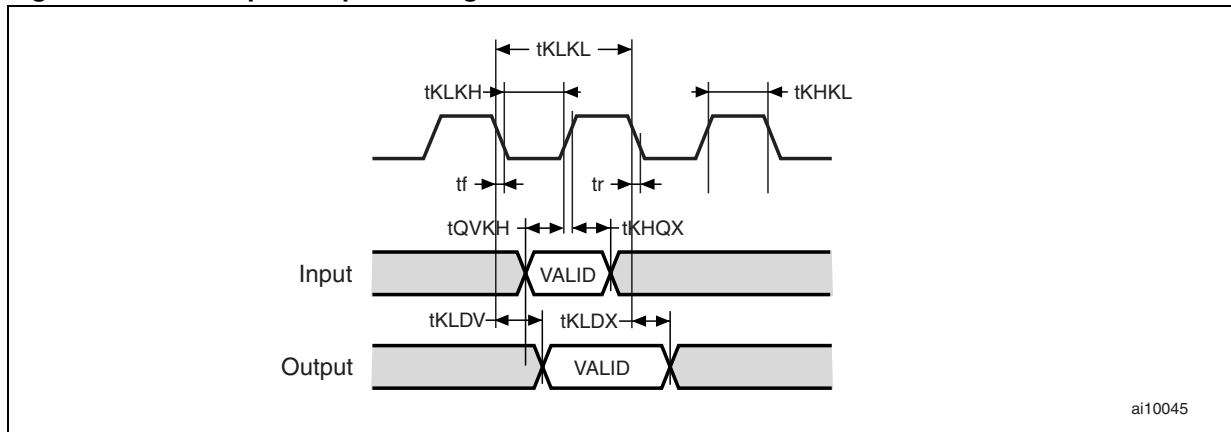 tKLKL
tKLKH
tKHKL
tf
tr
tQVKH
tKHQX
Input
VALID
tKLDV
tKLDX
Output
VALID
ai10045